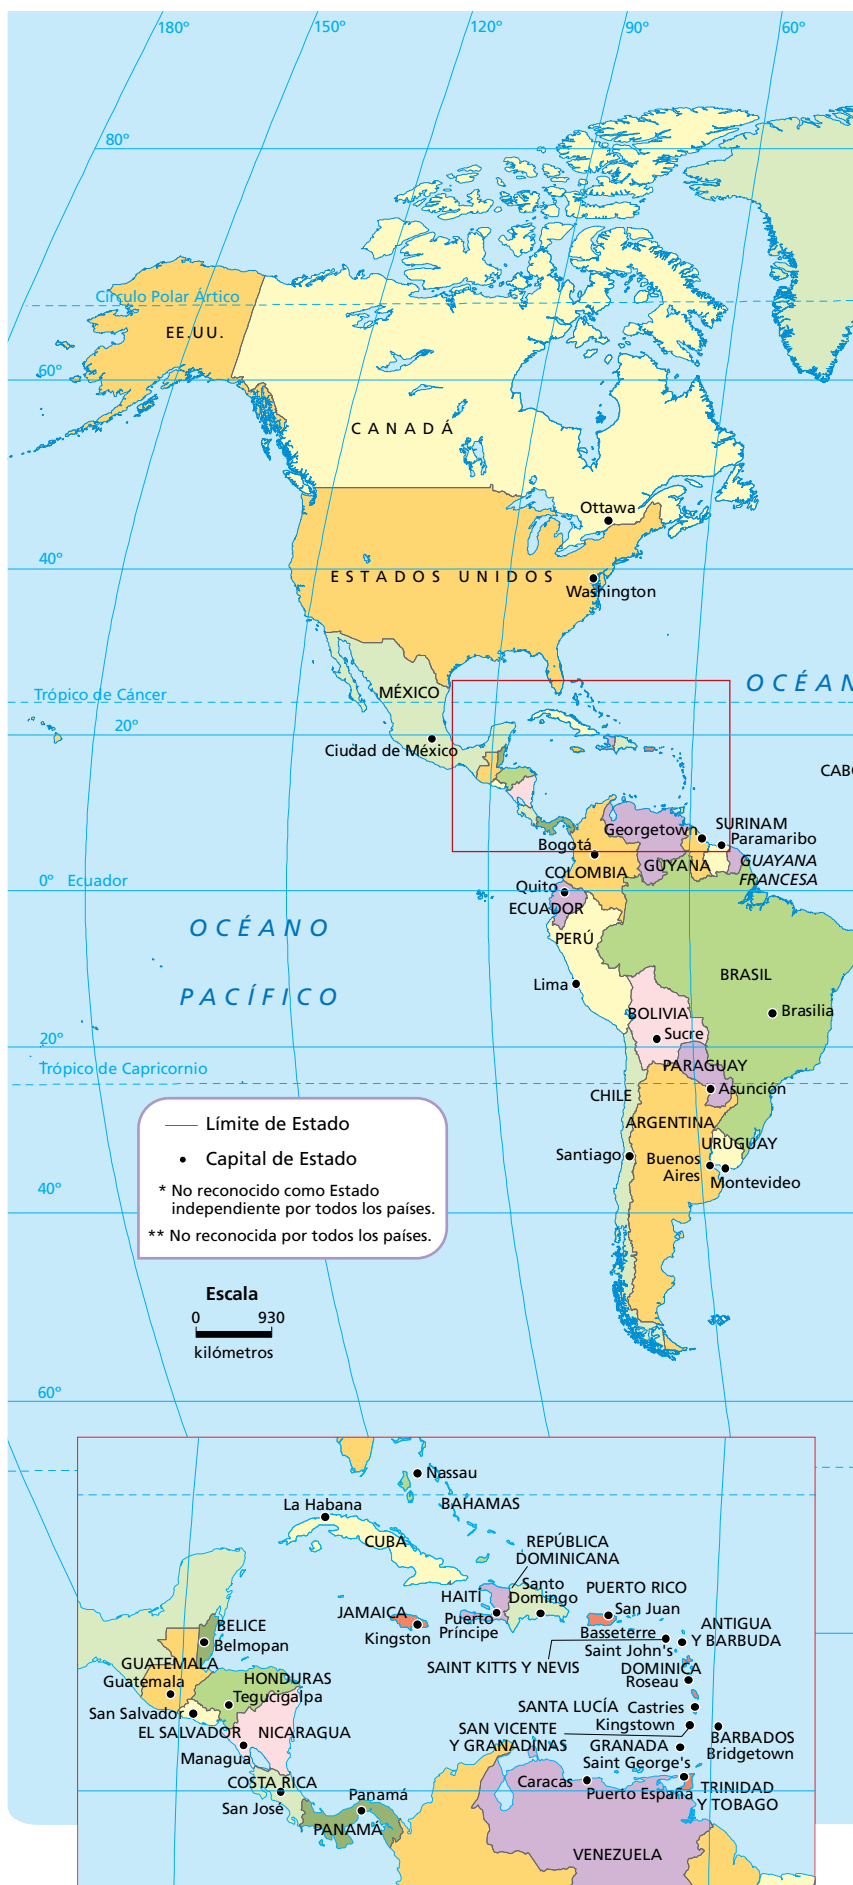 180°
150°
120°
90°
60°
80°
Círculo Polar Ártico
EE.UU.
60°
CANADÁ
Ottawa
40°
ESTADOS UNIDOS
Washington
OCÉAN
Trópico de Cáncer
MÉXICO
20°
Ciudad de México
CABO
Georgetown
SURINAM
Paramaribo
Bogotá
COLOMBIA
GUYANA
GUAYANA
FRANCESA
0° Ecuador
Quito
ECUADOR
OCÉANO
PACÍFICO
PERÚ
Lima
BRASIL
Brasilia
BOLIVIA
Sucre
20°
Trópico de Capricornio
PARAGUAY
Asunción
CHILE
ARGENTINA
URUGUAY
Santiago
Buenos
Aires
Montevideo
Límite de Estado
Capital de Estado
* No reconocido como Estado
independiente por todos los países.
** No reconocida por todos los países.
40°
Escala
0 930
kilómetros
60°
Nassau
BAHAMAS
La Habana
CUBA
REPÚBLICA
DOMINICANA
Santo
Domingo
HAITÍ
Puerto
Príncipe
JAMAICA
Kingston
PUERTO RICO
San Juan
BELICE
Belmopan
Basseterre
Saint John's
ANTIGUA
Y BARBUDA
SAINT KITTS Y NEVIS
GUATEMALA
Guatemala
HONDURAS
Tegucigalpa
DOMINICA
Roseau
San Salvador
EL SALVADOR
NICARAGUA
Managua
SANTA LUCÍA
Castries
SAN VICENTE
Y GRANADINAS
Kingstown
BARBADOS
Bridgetown
GRANADA
Saint George's
COSTA RICA
San José
Panamá
PANAMÁ
Caracas
Puerto España
TRINIDAD
Y TOBAGO
VENEZUELA